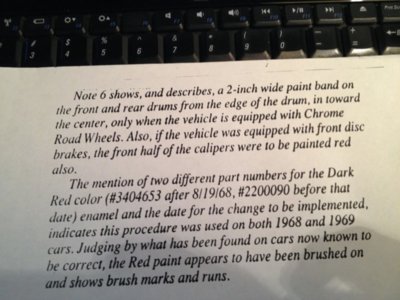 Note 6 shows, and describes, a 2-inch wide paint band on
the front and rear drums from the edge of the drum, in toward
the center, only when the vehicle is equipped with Chrome
Road Wheels. Also, if the vehicle was equipped with front disc
brakes, the front half of the calipers were to be painted red
also.
The mention of two different part numbers for the Dark
Red color (#3404653 after 8/19/68, #2200090 before that
date) enamel and the date for the change to be implemented,
indicates this procedure was used on both 1968 and 1969
cars. Judging by what has been found on cars now known to
be correct, the Red paint appears to have been brushed on
and shows brush marks and runs.